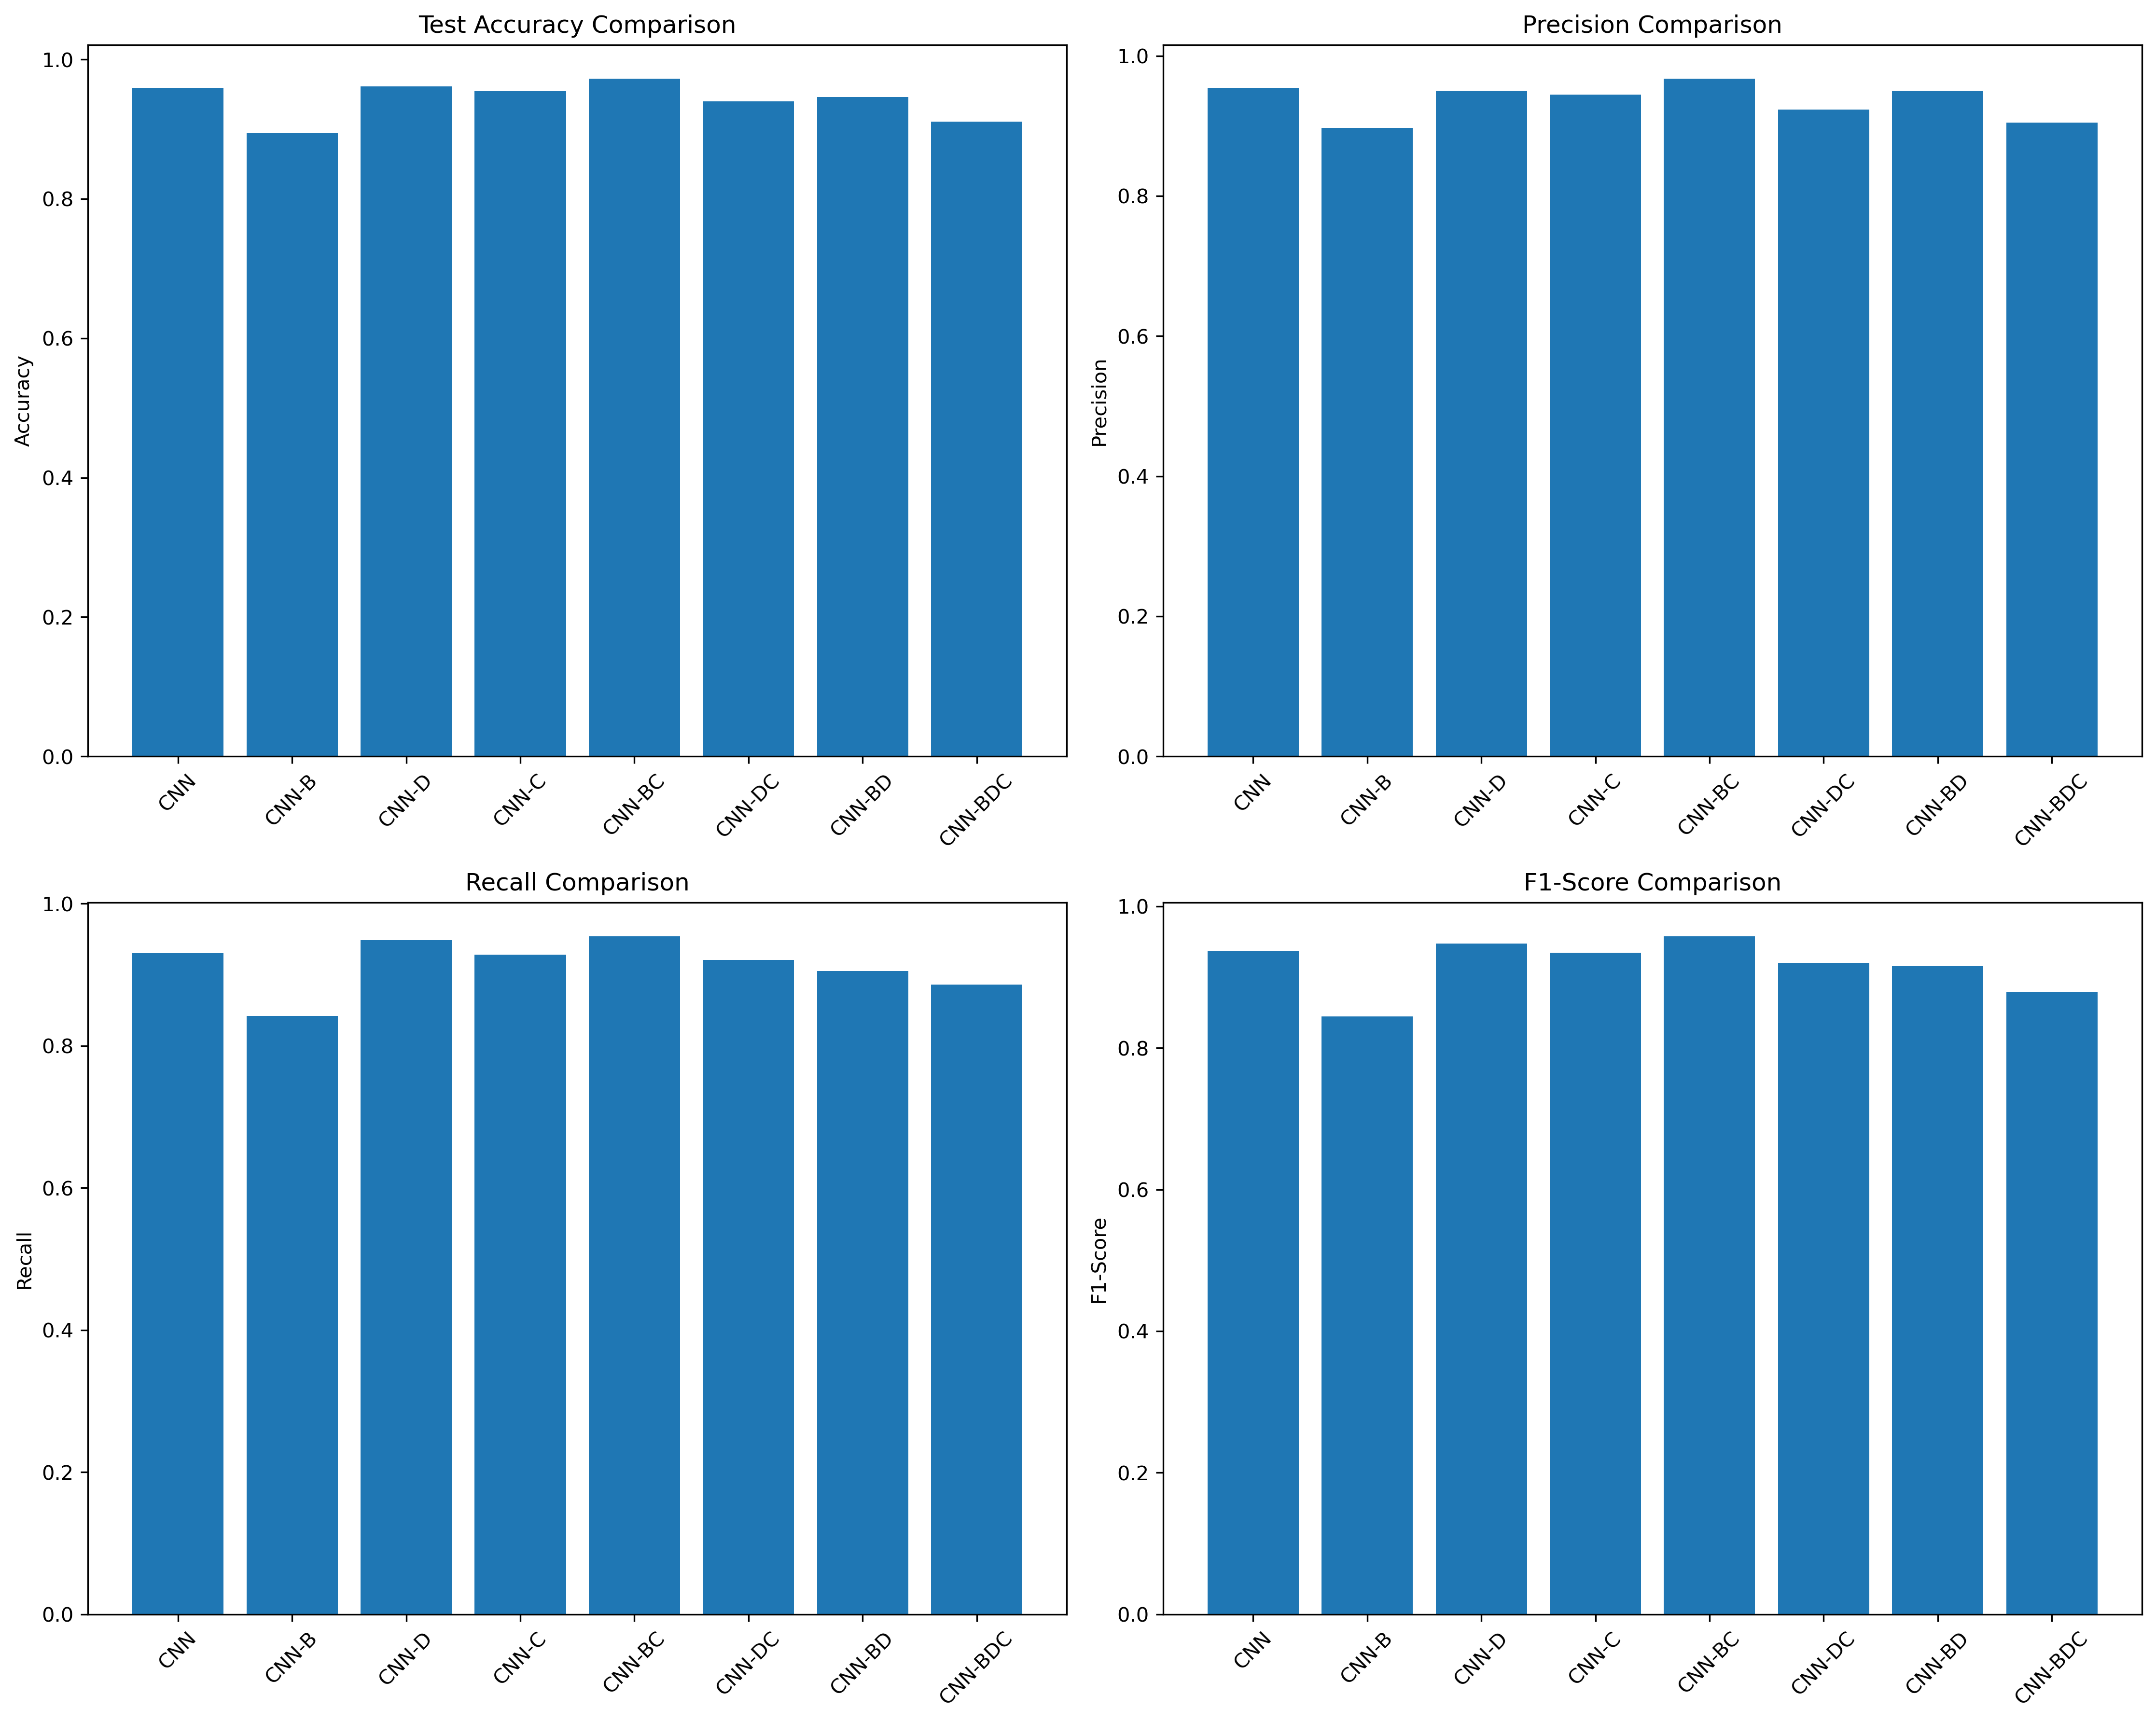 Test Accuracy Comparison
Accuracy
1.0
0.8
0.6
0.4
0.2
0.0
CNN
CNN-B
CNN-D
CNN-C
CNN-BC
CNN-DC
CNN-BD
CNN-BDC
Precision Comparison
Precision
1.0
0.8
0.6
0.4
0.2
0.0
CNN
CNN-B
CNN-D
CNN-C
CNN-BC
CNN-DC
CNN-BD
CNN-BDC
Recall Comparison
Recall
1.0
0.8
0.6
0.4
0.2
0.0
CNN
CNN-B
CNN-D
CNN-C
CNN-BC
CNN-DC
CNN-BD
CNN-BDC
F1-Score Comparison
F1-Score
1.0
0.8
0.6
0.4
0.2
0.0
CNN
CNN-B
CNN-D
CNN-C
CNN-BC
CNN-DC
CNN-BD
CNN-BDC